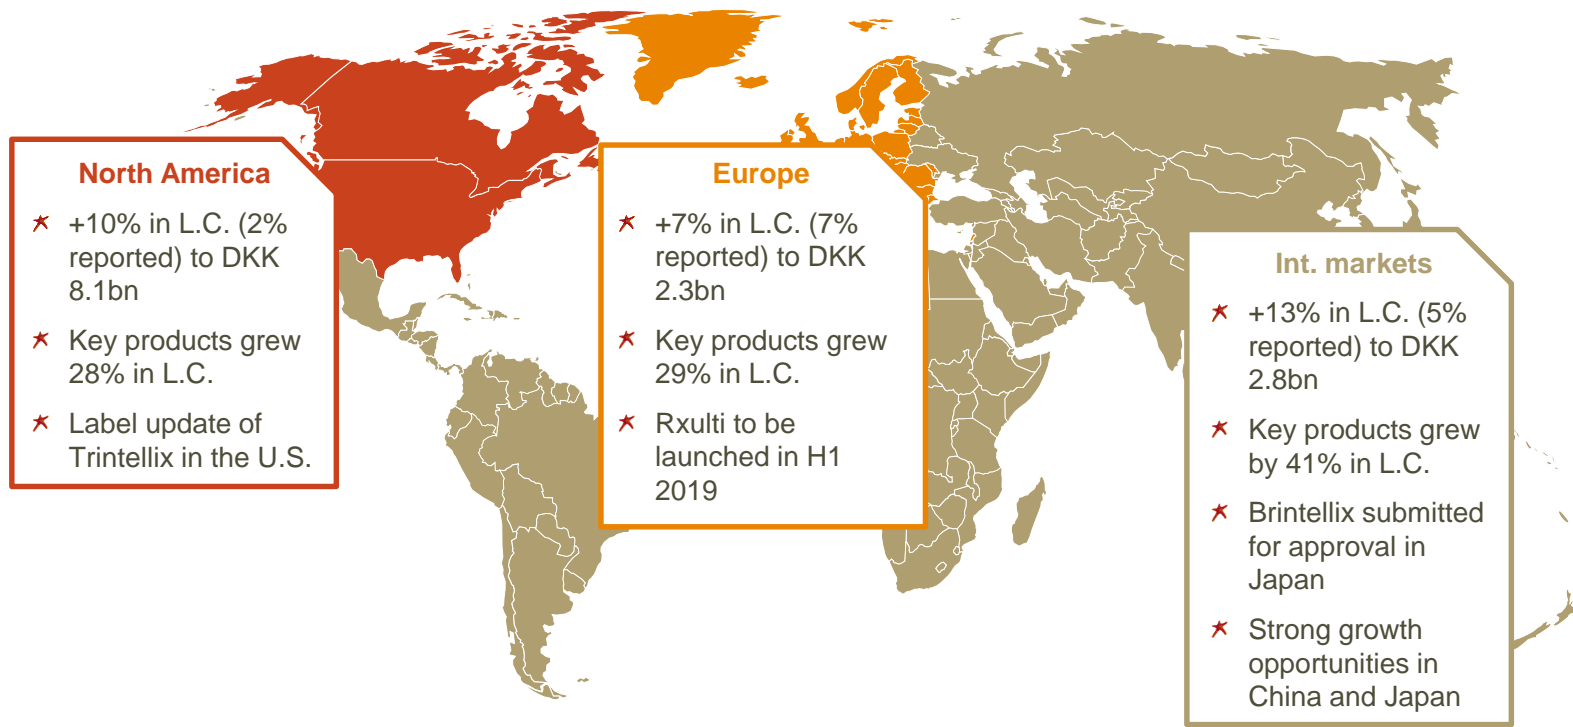 North America
+10% in L.C. (2%
reported) to DKK
8.1bn
Key products grew
28% in L.C.
Label update of
Trintellix in the U.S.
Europe
+7% in L.C. (7%
reported) to DKK
2.3bn
Key products grew
29% in L.C.
Rxulti to be
launched in H1
2019
Int. markets
+13% in L.C. (5%
reported) to DKK
2.8bn
Key products grew
by 41% in L.C.
Brintellix submitted
for approval in
Japan
Strong growth
opportunities in
China and Japan